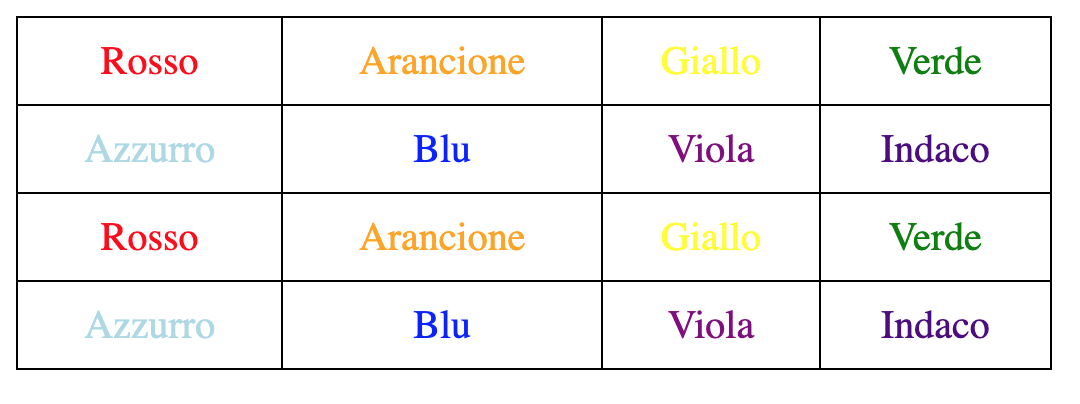 Rosso Arancione Giallo Verde
Azzurro Blu Viola Indaco
Rosso Arancione Giallo Verde
Azzurro Blu Viola Indaco